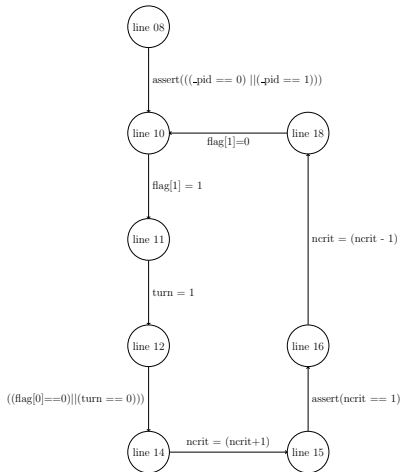 line 08
assert(((_pid == 0) ||(_pid == 1)))
line 10
line 18
flag[1]=0
flag[1] = 1
line 11
ncrit = (ncrit - 1)
turn = 1
line 12
line 16
((flag[0]==0)||(turn == 0)))
assert(ncrit == 1)
ncrit = (ncrit+1)
line 14
line 15